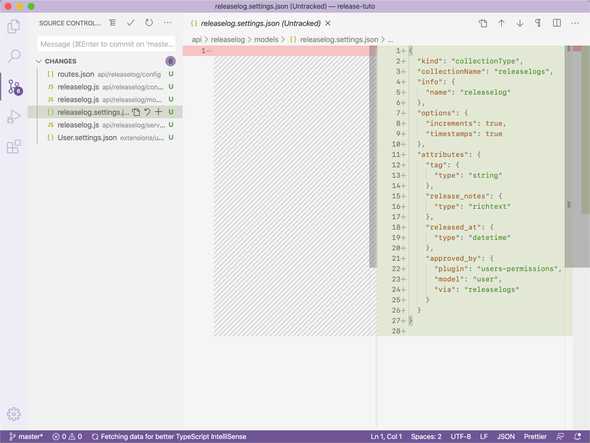 releaselog.settings.json (Untracked) — release-tuto
SOURCE CONTROL...
Message (⌘Enter to commit on 'mast...
CHANGES
6
routes.json api/releaselog/config U
releaselog.js api/releaselog/con... U
releaselog.js api/releaselog/mo... U
releaselog.settings.j... U
releaselog.js api/releaselog/serv... U
User.settings.json extensions/u... U
6
releaselog.settings.json (Untracked)
api > releaselog > models > {} releaselog.settings.json > ...
1−
1+ {
2+ "kind": "collectionType",
3+ "collectionName": "releaselogs",
4+ "info": {
5+ "name": "releaselog"
6+ },
7+ "options": {
8+ "increments": true,
9+ "timestamps": true
10+ },
11+ "attributes": {
12+ "tag": {
13+ "type": "string"
14+ },
15+ "release_notes": {
16+ "type": "richtext"
17+ },
18+ "released_at": {
19+ "type": "datetime"
20+ },
21+ "approved_by": {
22+ "plugin": "users-permissions",
23+ "model": "user",
24+ "via": "releaselogs"
25+ }
26+ }
27+ }
28+
master* 0 0 Fetching data for better TypeScript IntelliSense Ln 1, Col 1 Spaces: 2 UTF-8 LF JSON Prettier